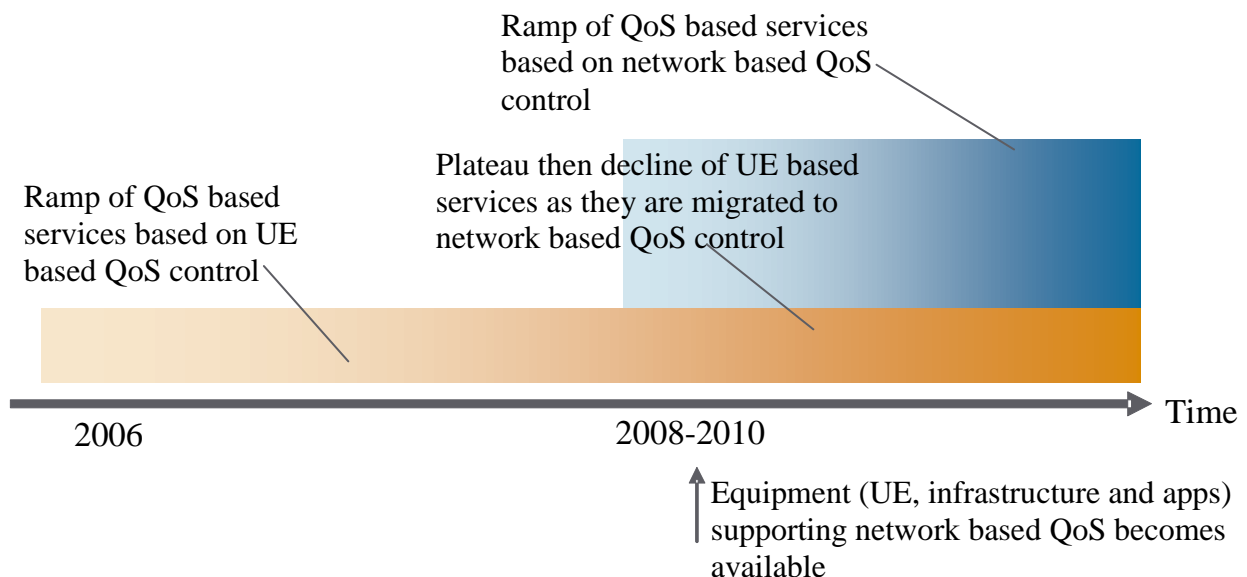 Ramp of QoS based services
based on network based QoS
control
Plateau then decline of UE based
services as they are migrated to
network based QoS control
Ramp of QoS based
services based on UE
based QoS control
Time
2006
2008-2010
Equipment (UE, infrastructure and apps)
supporting network based QoS becomes
available